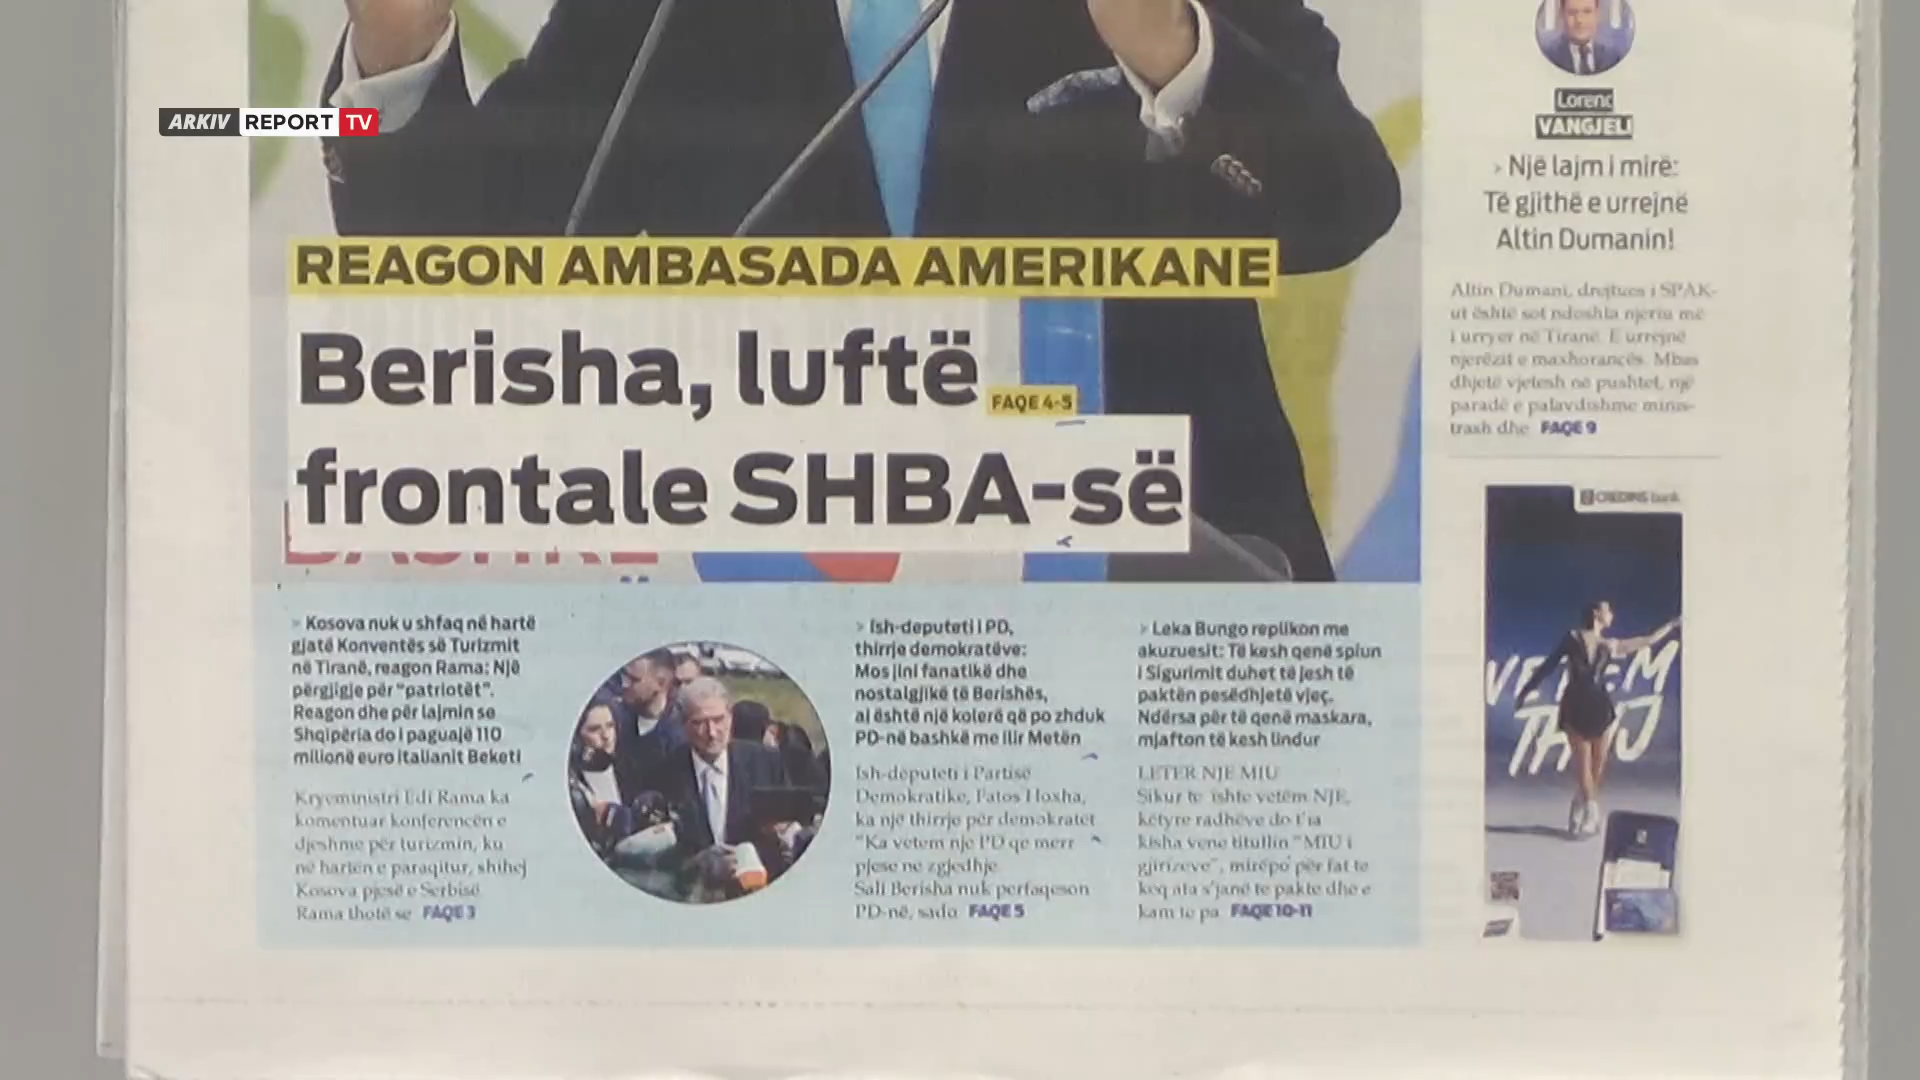 ARKIV REPORT TV
REAGON AMBASADA AMERIKANE
Berisha, luftë
FAQE 4-5
frontale SHBA-së
> Kosova nuk u shfaq në hartë
gjatë Konventës së Turizmit
në Tiranë, reagon Rama: Një
përgjigje për "patriotët".
Reagon dhe për lajmin se
Shqipëria do i paguajë 110
milionë euro italianit Beketi
Kryeministri Edi Rama ka
komentuar konferencën e
djeshme për turizmin, ku
në hartën e paraqitur, shihej
Kosova pjesë e Serbisë
Rama thotë se FAQE 3
> Ish-deputeti i PD,
thirrje demokratëve:
Mos jini fanatikë dhe
nostalgjikë të Berishës,
ai është një kolerë që po zhduk
PD-në bashkë me Ilir Metën
Ish-deputeti i Partisë
Demokratike, Fatos Hoxha,
ka një thirrje për demokratët
"Ka vetem nje PD qe merr
pjese ne zgjedhje
Sali Berisha nuk perfaqeson
PD-në, sado FAQE 5
> Leka Bungo replikon me
akuzuesit: Të kesh qenë spiun
i Sigurimit duhet të jesh të
paktën pesëdhjetë vjeç.
Ndërsa për të qenë maskara,
mjafton të kesh lindur
LETER NJE MIU
Sikur te ishte vetëm NJE,
këtyre radhëve do t'ia
kisha vene titullin "MIU i
gjirizeve", mirëpo për fat te
keq ata s'janë te pakte dhe e
kam te pa FAQE 10-11
Lorenc
VANGJELI
> Një lajm i mirë:
Të gjithë e urrejnë
Altin Dumanin!
Altin Dumani, drejtues i SPAK-
ut është sot ndoshta njeriu më
i urryer në Tiranë. E urrejnë
njerëzit e maxhorancës. Mbas
dhjetë vjetesh në pushtet, një
paradë e palavdishme minis-
trash dhe FAQE 9
CREDINS bank
VETËM